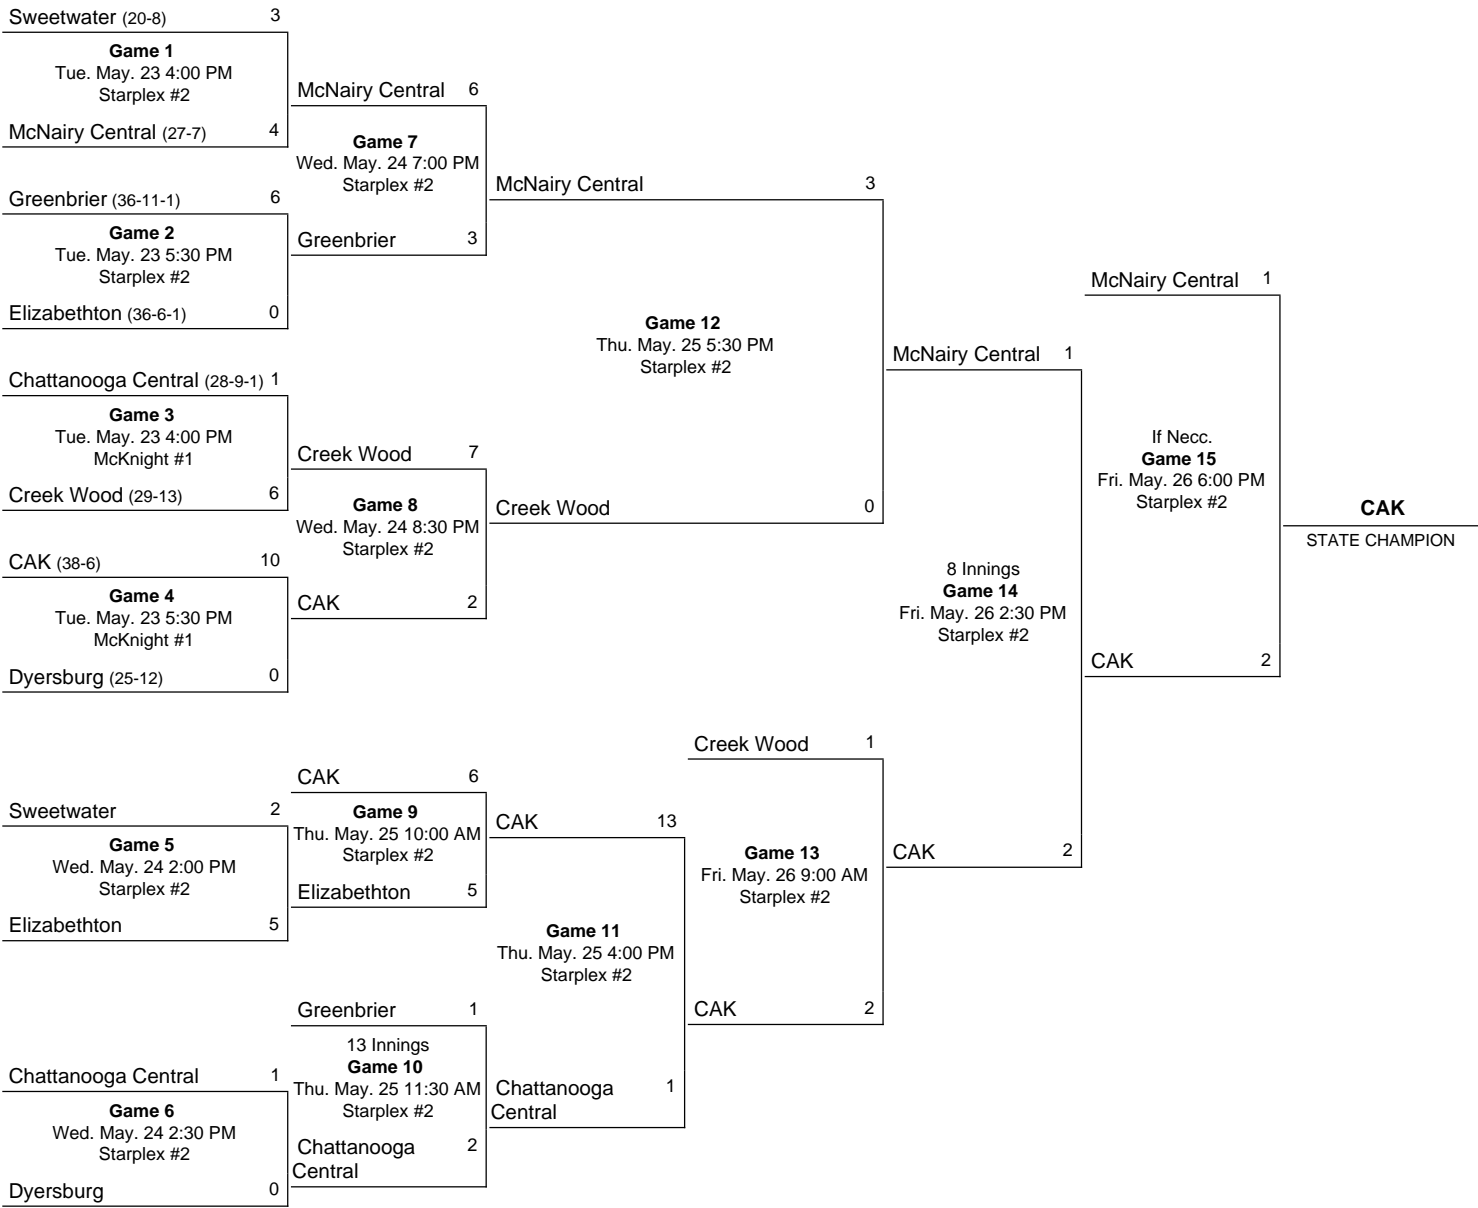 Sweetwater (20-8) 3
Game 1
Tue. May. 23 4:00 PM
Starplex #2
McNairy Central (27-7) 4
Greenbrier (36-11-1) 6
Game 2
Tue. May. 23 5:30 PM
Starplex #2
Elizabethton (36-6-1) 0
Chattanooga Central (28-9-1) 1
Game 3
Tue. May. 23 4:00 PM
McKnight #1
Creek Wood (29-13) 6
CAK (38-6) 10
Game 4
Tue. May. 23 5:30 PM
McKnight #1
Dyersburg (25-12) 0
Sweetwater 2
Game 5
Wed. May. 24 2:00 PM
Starplex #2
Elizabethton 5
Chattanooga Central 1
Game 6
Wed. May. 24 2:30 PM
Starplex #2
Dyersburg 0
McNairy Central 6
Game 7
Wed. May. 24 7:00 PM
Starplex #2
Greenbrier 3
Creek Wood 7
Game 8
Wed. May. 24 8:30 PM
Starplex #2
CAK 2
CAK 6
Game 9
Thu. May. 25 10:00 AM
Starplex #2
Elizabethton 5
Greenbrier 1
13 Innings
Game 10
Thu. May. 25 11:30 AM
Starplex #2
Chattanooga 2
Central
McNairy Central 3
Game 12
Thu. May. 25 5:30 PM
Starplex #2
Creek Wood 0
CAK 13
Game 11
Thu. May. 25 4:00 PM
Starplex #2
Chattanooga 1
Central
Creek Wood 1
Game 13
Fri. May. 26 9:00 AM
Starplex #2
CAK 2
McNairy Central 1
8 Innings
Game 14
Fri. May. 26 2:30 PM
Starplex #2
CAK 2
McNairy Central 1
If Necc.
Game 15
Fri. May. 26 6:00 PM
Starplex #2
CAK 2
CAK
STATE CHAMPION